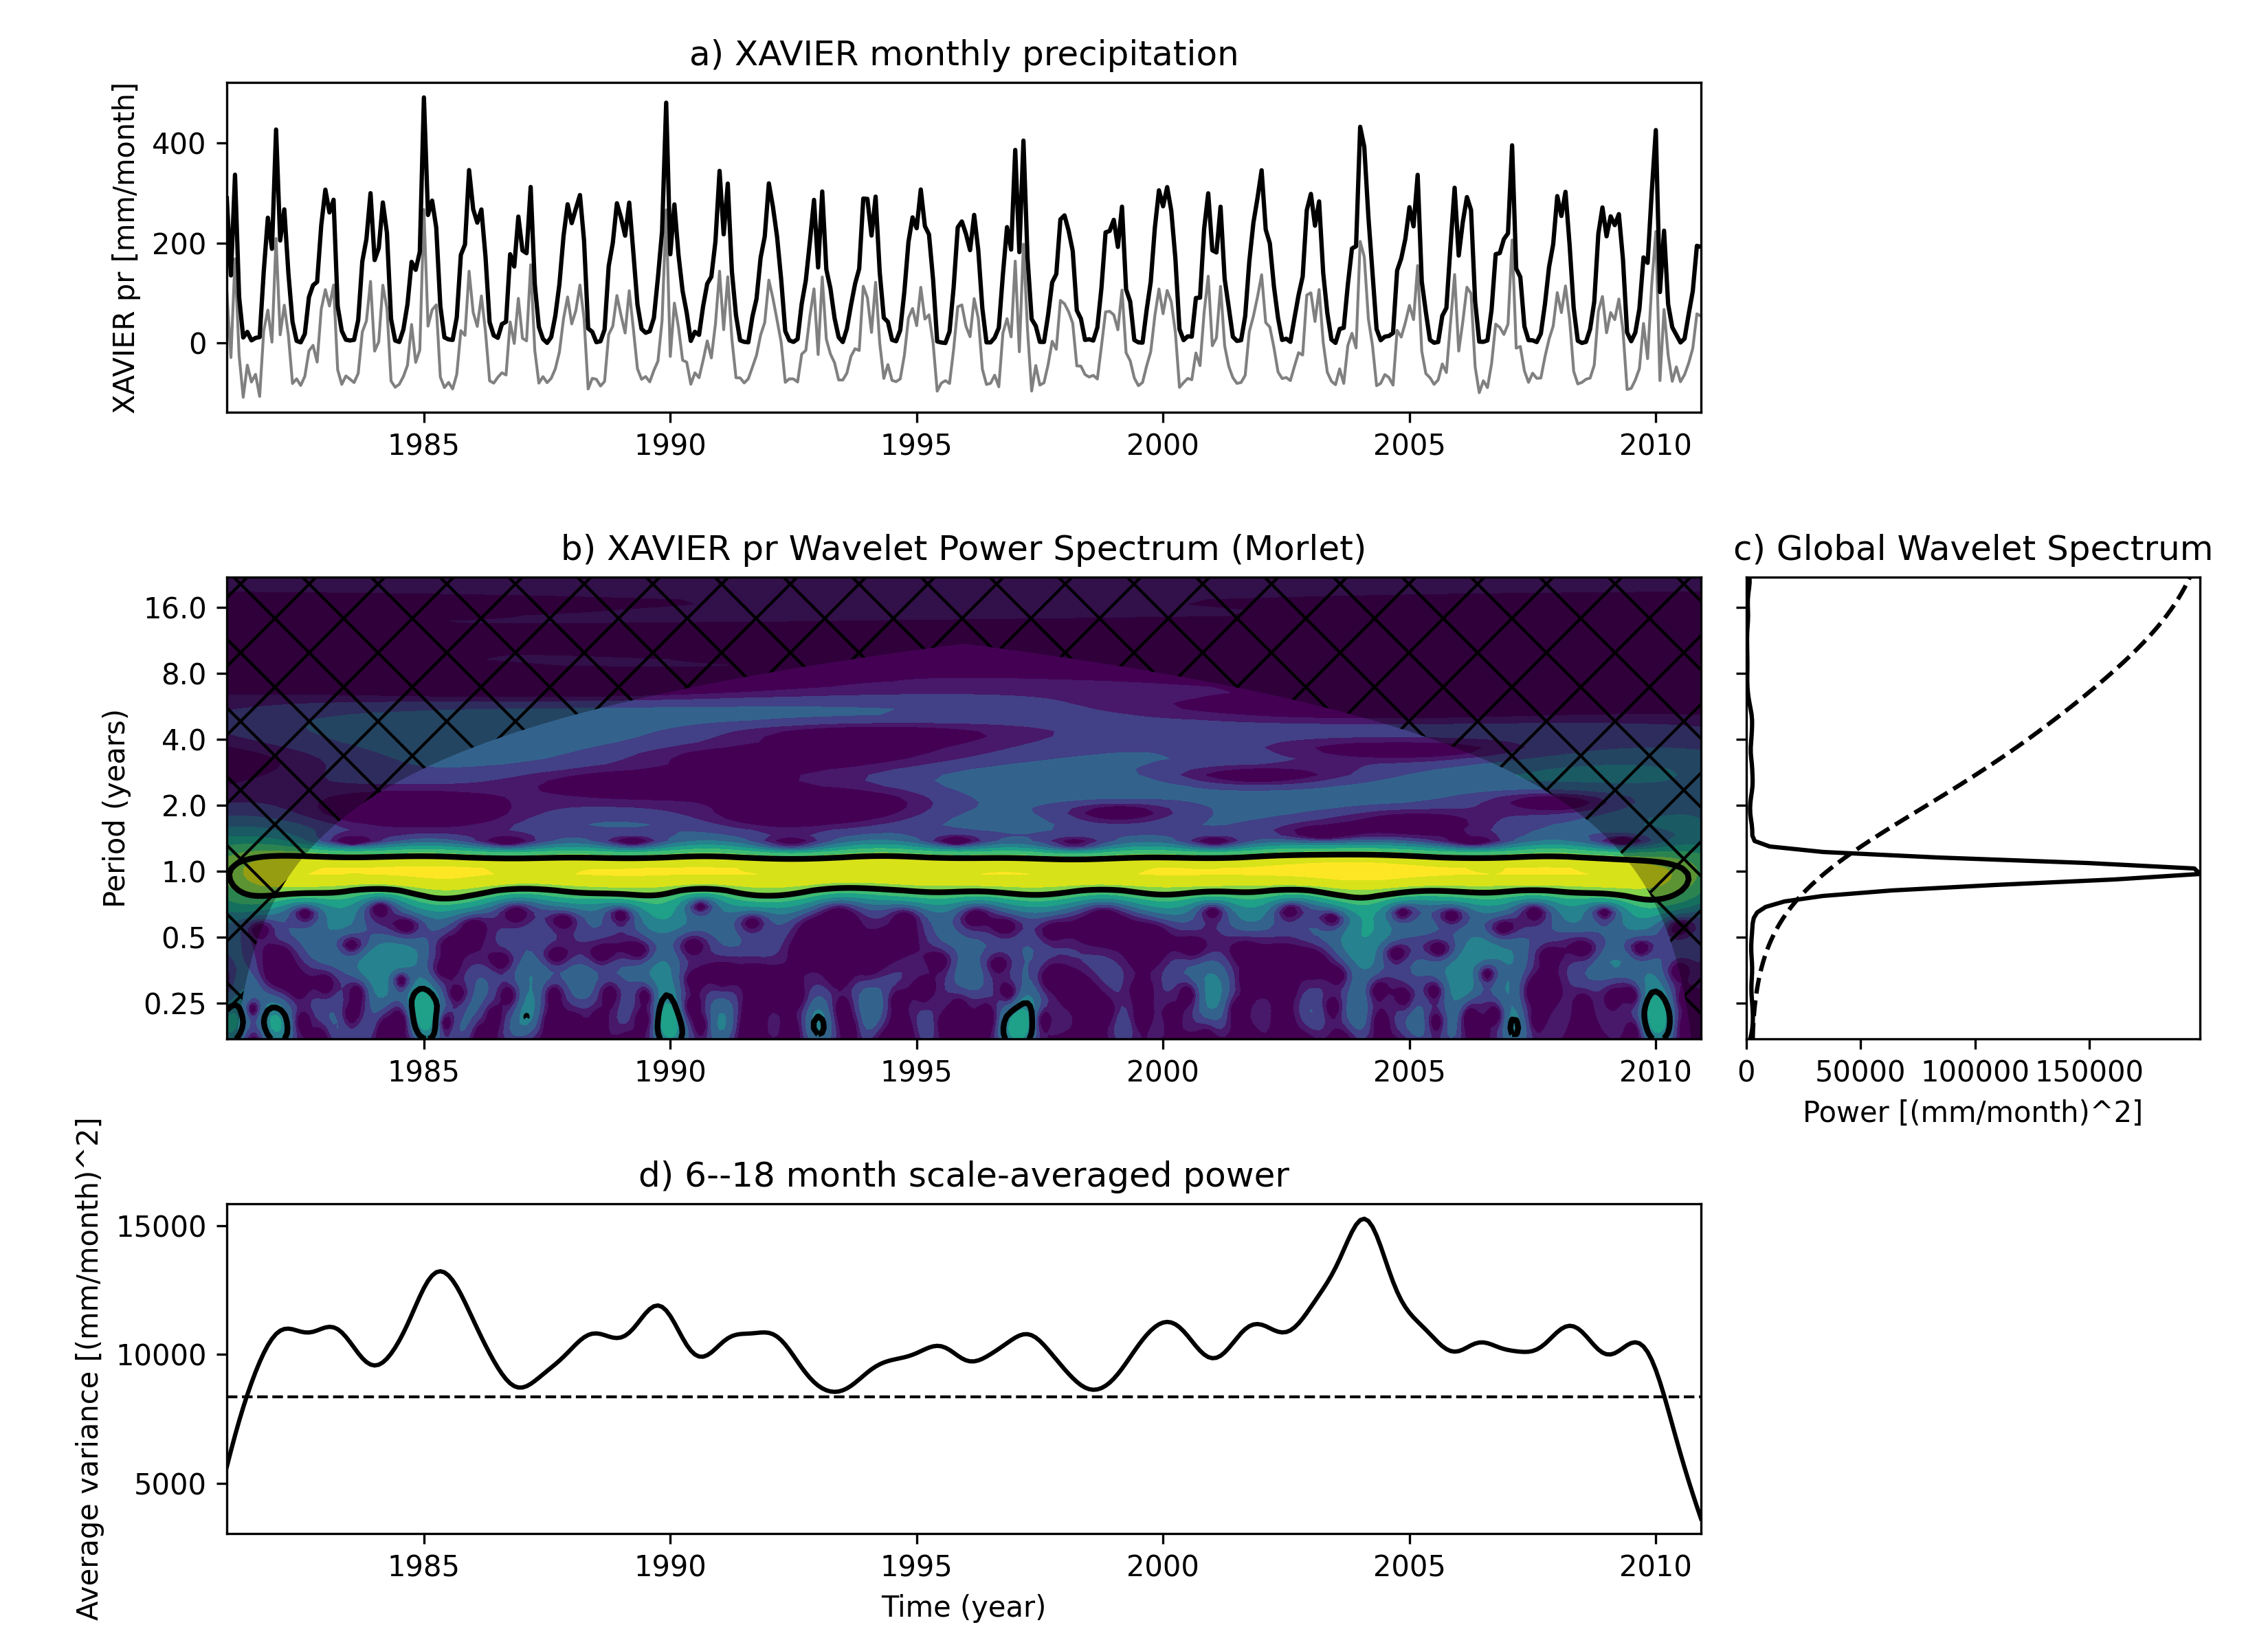 a) XAVIER monthly precipitation
XAVIER pr [mm/month]
400
200
0
1985 1990 1995 2000 2005 2010
b) XAVIER pr Wavelet Power Spectrum (Morlet)
Period (years)
16.0
8.0
4.0
2.0
1.0
0.5
0.25
1985 1990 1995 2000 2005 2010
c) Global Wavelet Spectrum
0 50000 100000 150000
Power [(mm/month)^2]
d) 6--18 month scale-averaged power
Average variance [(mm/month)^2]
15000
10000
5000
1985 1990 1995 2000 2005 2010
Time (year)